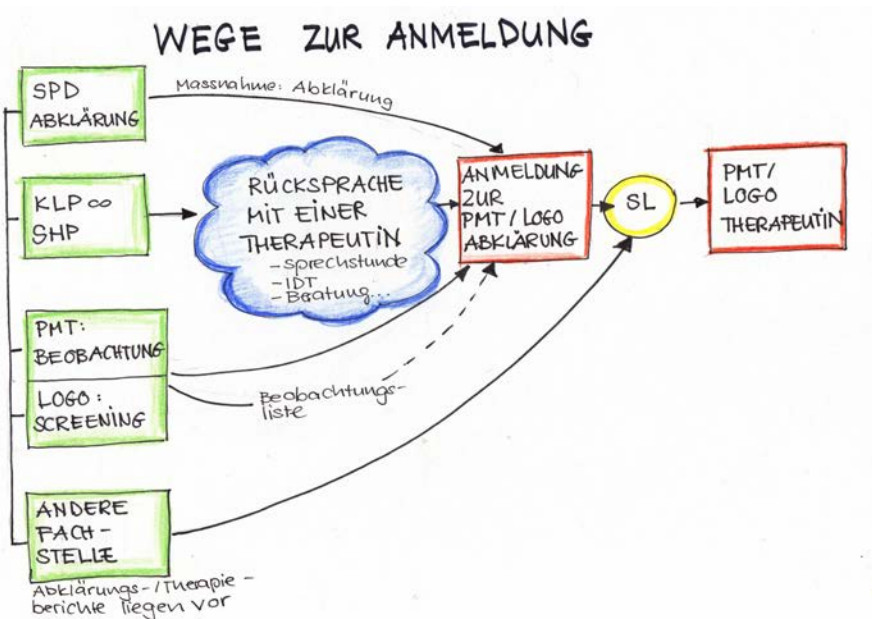 WEGE ZUR ANMELDUNG
SPD
ABKLÄRUNG
Massnahme: Abklärung
KLP ∞
SHP
RÜCKSPRACHE
MIT EINER
THERAPEUTIN
- Sprechstunde
- IDT
- Beratung...
ANMELDUNG
ZUR
PMT/LOGO
ABKLÄRUNG
SL
PMT/
LOGO
THERAPEUTIN
PMT:
BEOBACHTUNG
LOGO:
SCREENING
Beobachtungs-
liste
ANDERE
FACH-
STELLE
Abklärungs-/Therapie-
berichte liegen vor